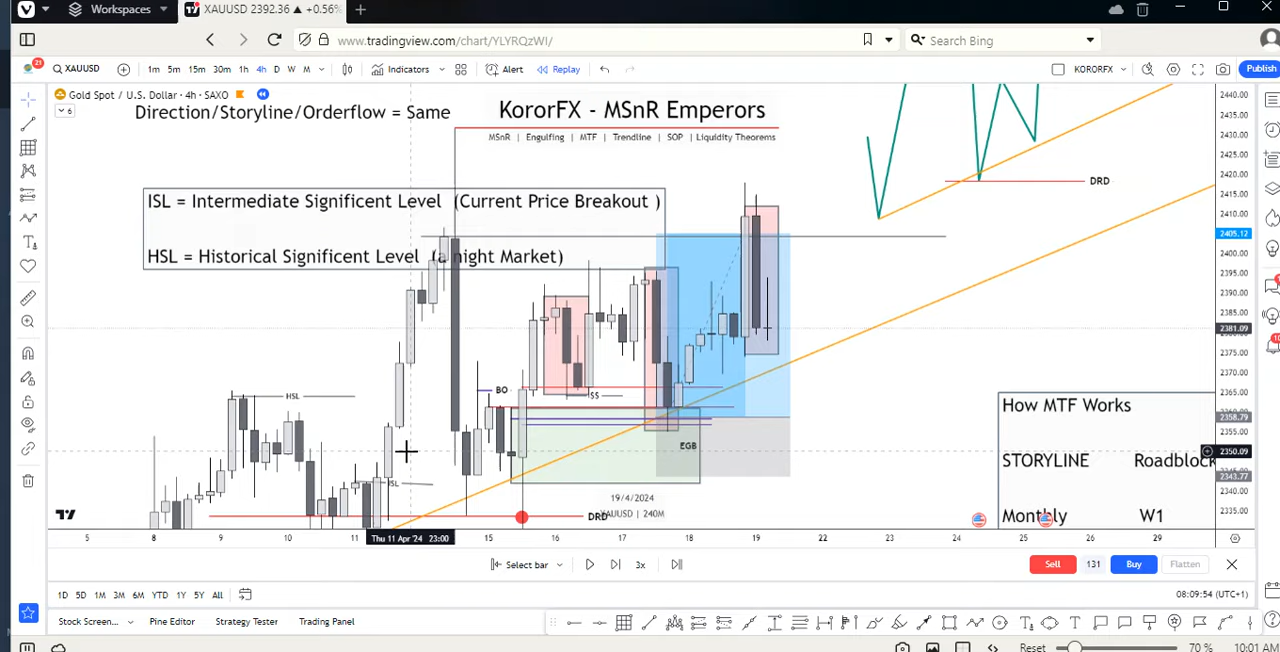 Workspaces
XAUUSD 2392.36 ▲ +0.56%
www.tradingview.com/chart/YLYRQzWI/
Search Bing
21
XAUUSD
1m 5m 15m 30m 1h 4h D W M
Indicators
Alert
Replay
KORORFX
Publish
Gold Spot / U.S. Dollar · 4h · SAXO
6
Direction/Storyline/Orderflow = Same
KororFX - MSnR Emperors
MSnR | Engulfing | MTF | Trendline | SOP | Liquidity Theorems
ISL = Intermediate Significant Level (Current Price Breakout )
HSL = Historical Significant Level (a night Market)
DRD
HSL
BO
SS
EGB
19/4/2024
XAUUSD | 240M
DRD
How MTF Works
STORYLINE Roadblock
Monthly W1
2440.00
2435.00
2430.00
2425.00
2420.00
2415.00
2410.00
2405.12
2400.00
2395.00
2390.00
2385.00
2381.09
2375.00
2370.00
2365.00
2358.79
2355.00
2350.09
2343.77
2340.00
2335.00
5 8 9 10 11 Thu 11 Apr '24 23:00 15 16 17 18 19 22 23 24 25 29
Select bar
3x
Sell 131 Buy Flatten
1D 5D 1M 3M 6M YTD 1Y 5Y All
08:09:54 (UTC+1)
Stock Screen... Pine Editor Strategy Tester Trading Panel
Reset 70 % 10:01 AM